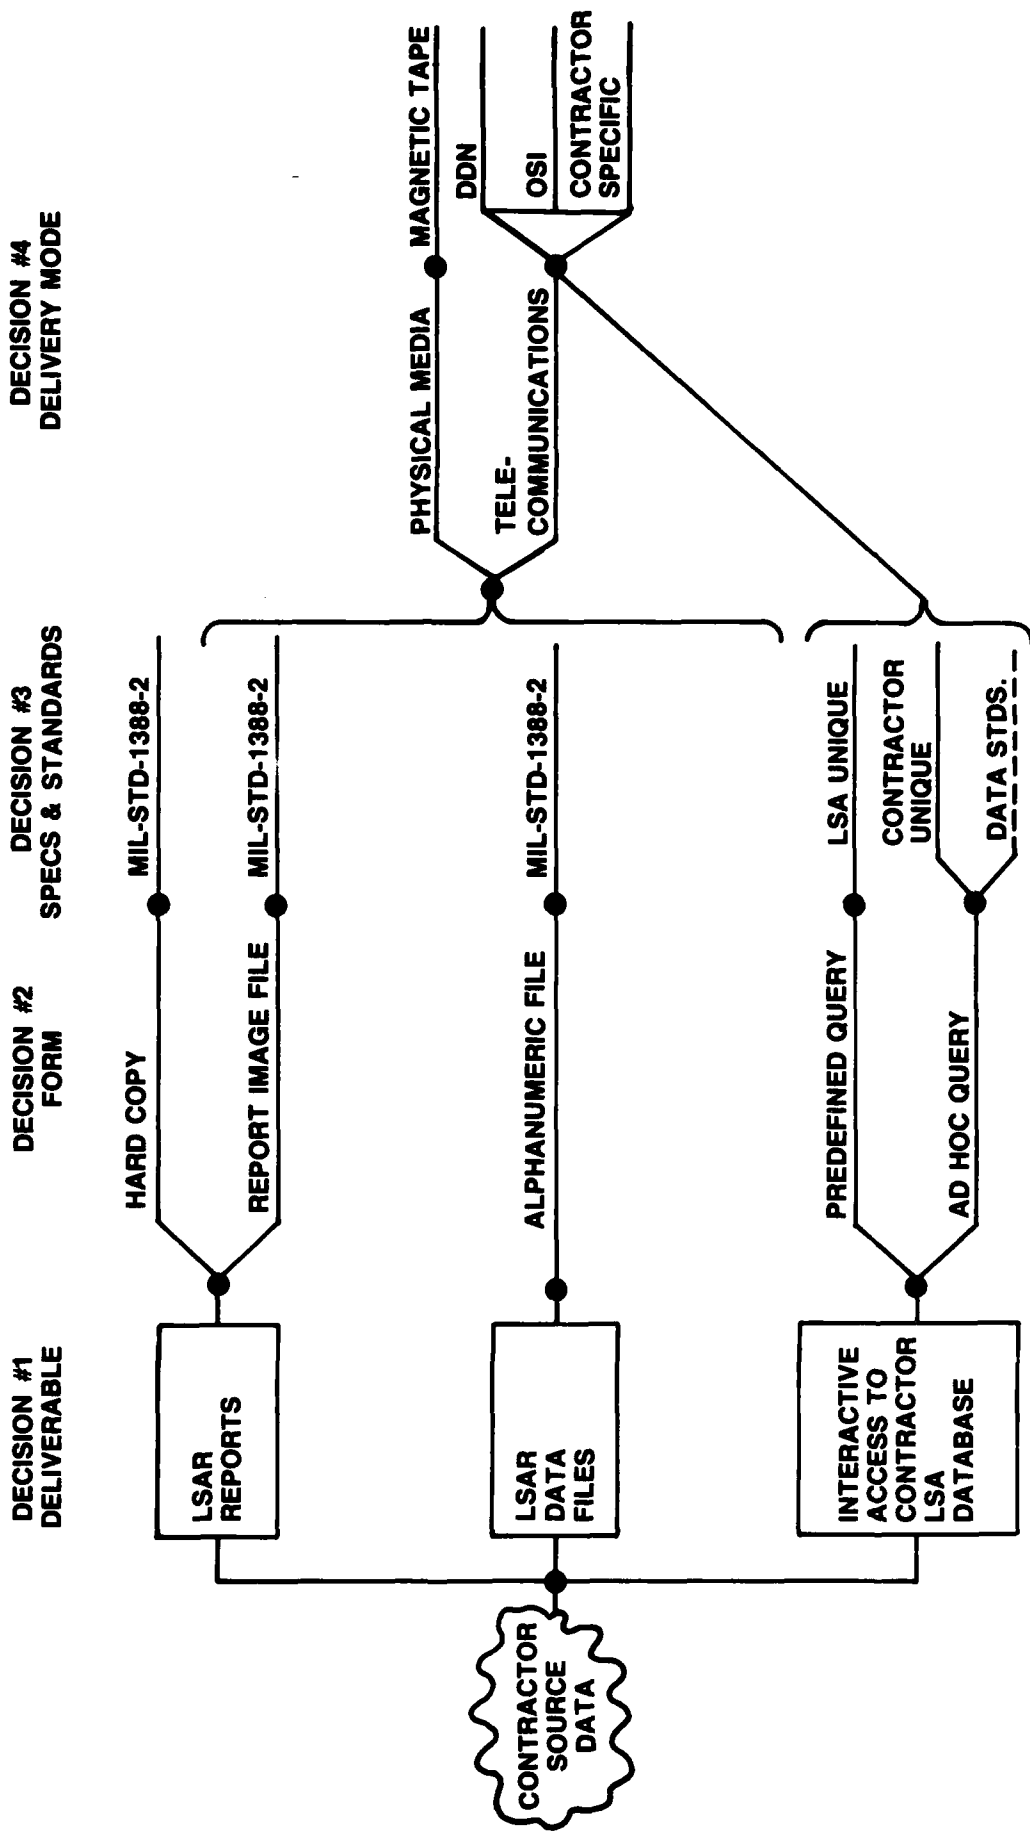 DECISION #1
DELIVERABLE
DECISION #2
FORM
DECISION #3
SPECS & STANDARDS
DECISION #4
DELIVERY MODE
CONTRACTOR
SOURCE
DATA
LSAR
REPORTS
HARD COPY
MIL-STD-1388-2
REPORT IMAGE FILE
MIL-STD-1388-2
LSAR
DATA
FILES
ALPHANUMERIC FILE
MIL-STD-1388-2
INTERACTIVE
ACCESS TO
CONTRACTOR
LSA
DATABASE
PREDEFINED QUERY
LSA UNIQUE
AD HOC QUERY
CONTRACTOR
UNIQUE
DATA STDS.
PHYSICAL MEDIA
MAGNETIC TAPE
TELE-
COMMUNICATIONS
DDN
OSI
CONTRACTOR
SPECIFIC